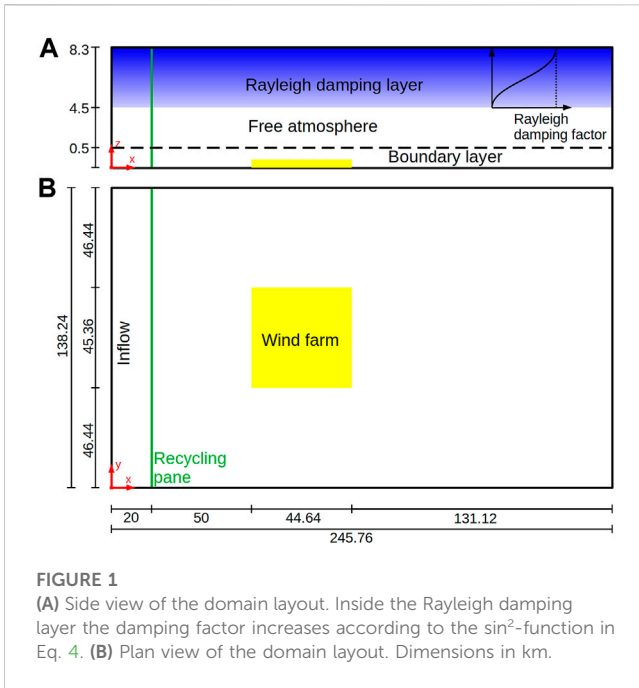 A
8.3
4.5
0.5
Rayleigh damping layer
Rayleigh
damping factor
Free atmosphere
Boundary layer
z
x
B
138.24
46.44
45.36
46.44
Inflow
Wind farm
Recycling
pane
y
x
20
50
44.64
131.12
245.76
FIGURE 1
(A) Side view of the domain layout. Inside the Rayleigh damping
layer the damping factor increases according to the sin²-function in
Eq. 4. (B) Plan view of the domain layout. Dimensions in km.